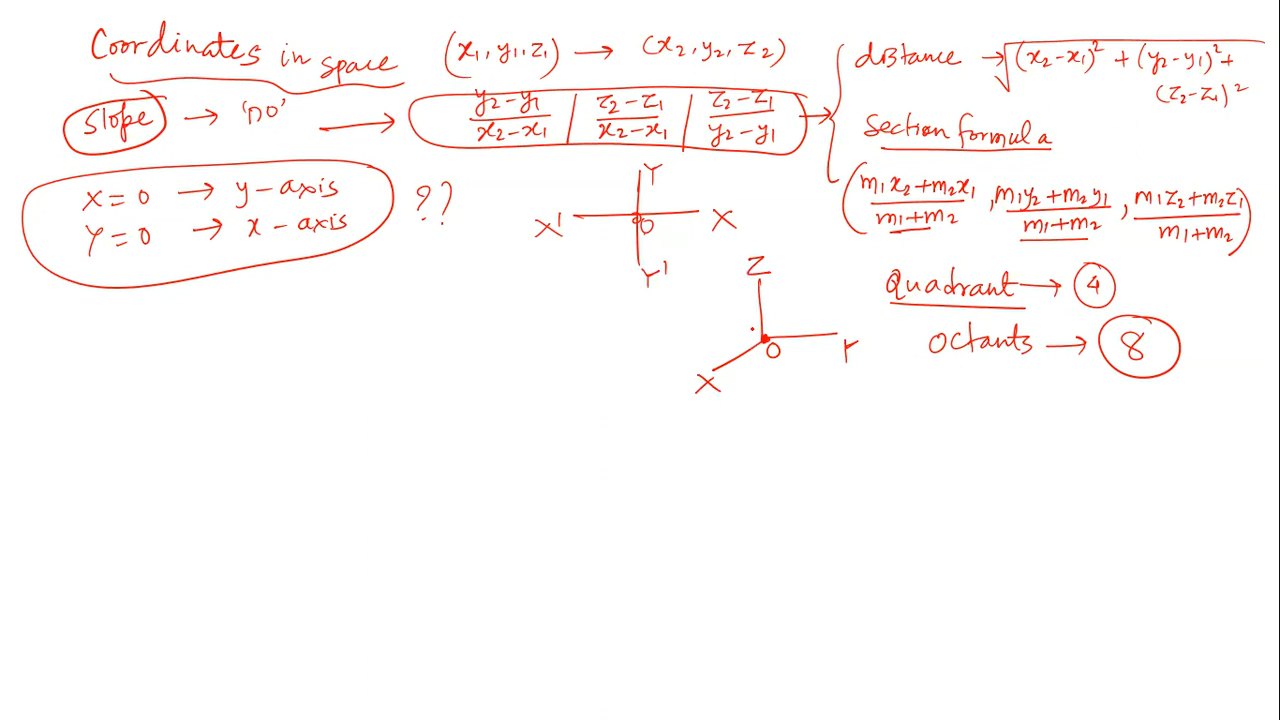 Coordinates in space
(x1, y1, z1) → (x2, y2, z2)
distance → √(x2-x1)² + (y2-y1)² +
(z2-z1)²
slope → 'no' → y2-y1/x2-x1 | z2-z1/x2-x1 | z2-z1/y2-y1 →
section formula
(m1x2+m2x1/m1+m2, m1y2+m2y1/m1+m2, m1z2+m2z1/m1+m2)
X=0 → y-axis
Y=0 → x-axis
??
Y
X' O X
Y'
Z
O Y
X
Quadrant → 4
octants → 8